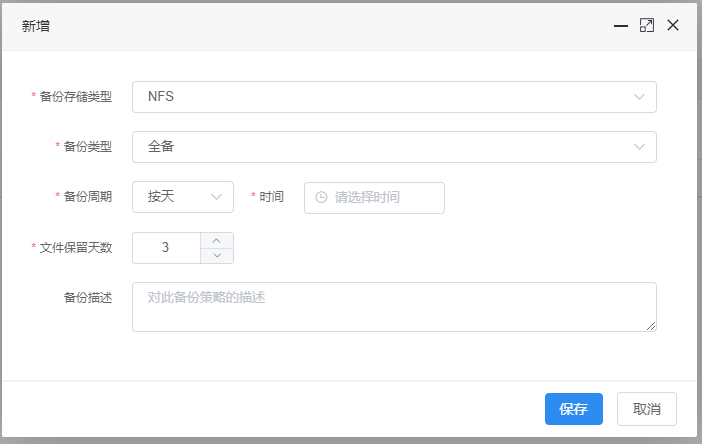 新增
* 备份存储类型 NFS
* 备份类型 全备
* 备份周期 按天 * 时间 请选择时间
* 文件保留天数 3
备份描述 对此备份策略的描述
保存 取消